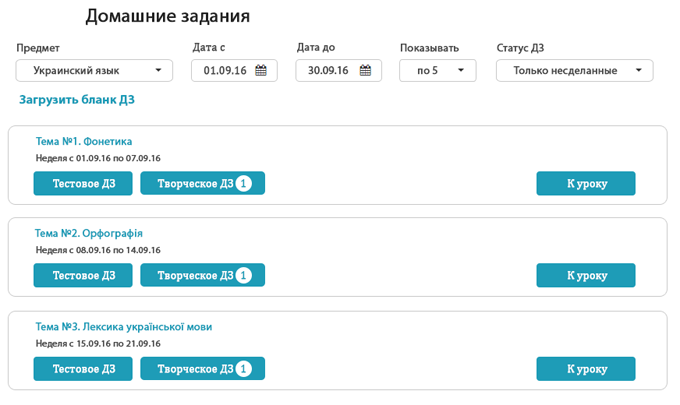 Домашние задания
Предмет Дата с Дата до Показывать Статус ДЗ
Украинский язык 01.09.16 30.09.16 по 5 Только несделанные
Загрузить бланк ДЗ
Тема №1. Фонетика
Неделя с 01.09.16 по 07.09.16
Тестовое ДЗ Творческое ДЗ 1 К уроку
Тема №2. Орфографія
Неделя с 08.09.16 по 14.09.16
Тестовое ДЗ Творческое ДЗ 1 К уроку
Тема №3. Лексика української мови
Неделя с 15.09.16 по 21.09.16
Тестовое ДЗ Творческое ДЗ 1 К уроку